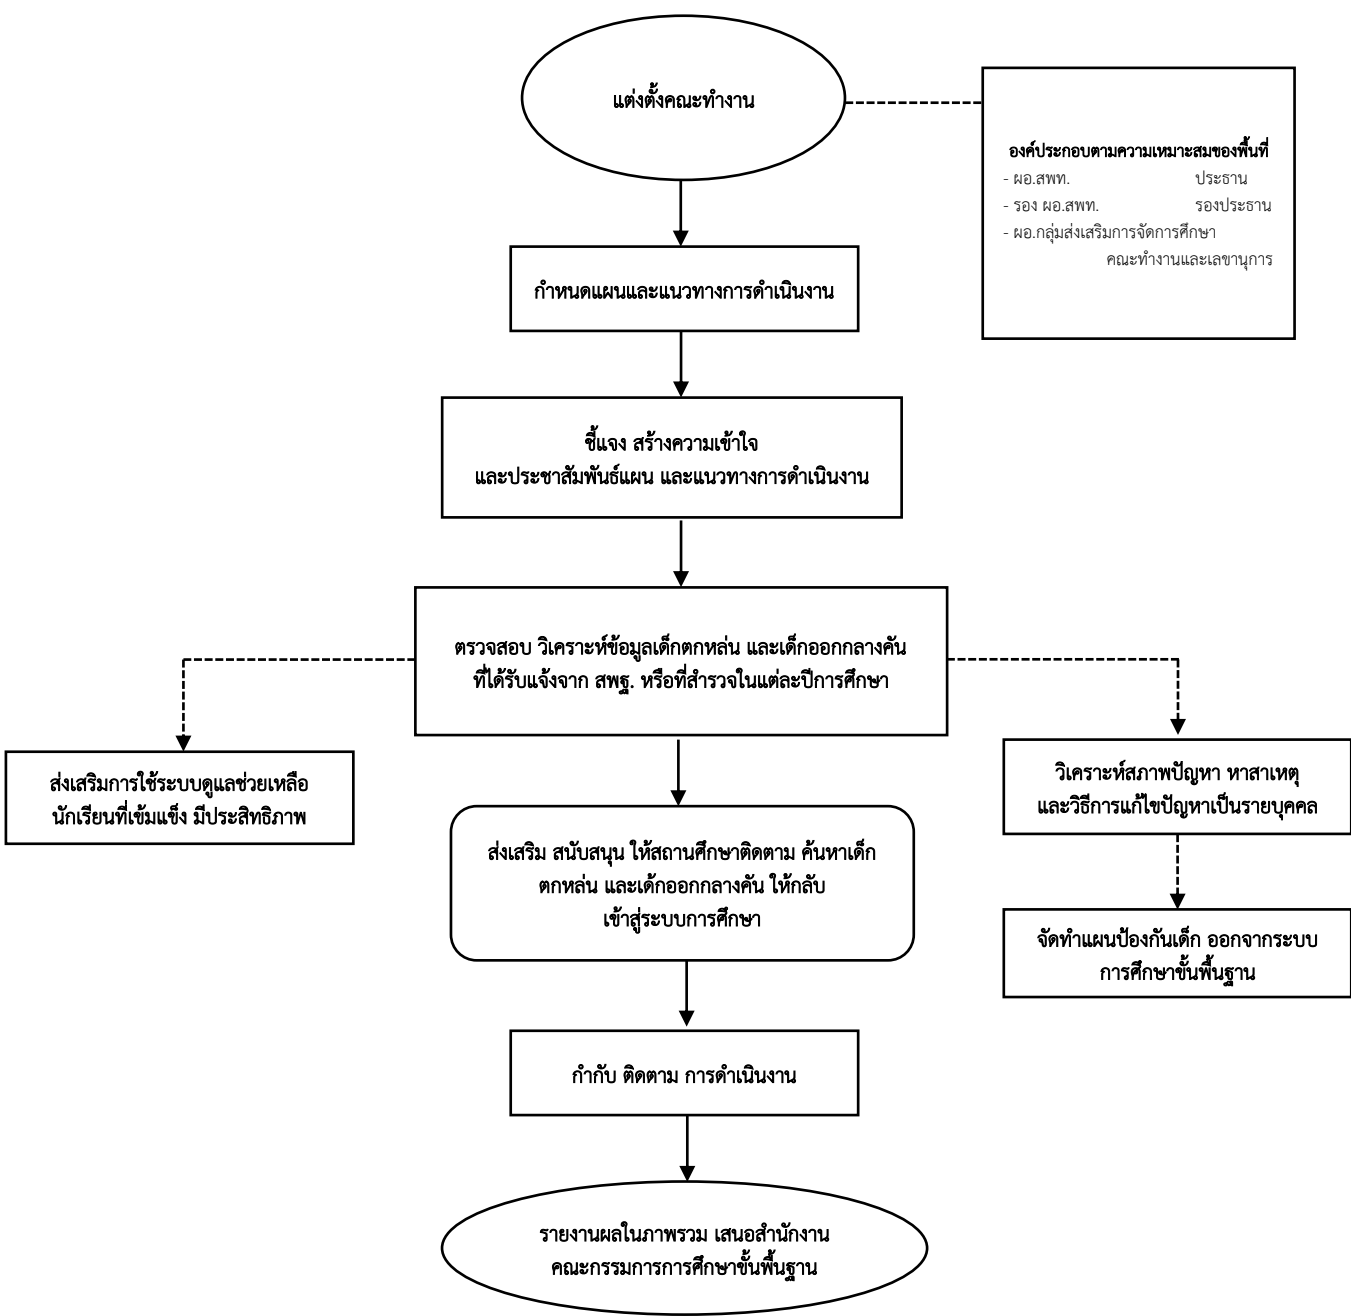 แต่งตั้งคณะทำงาน
องค์ประกอบตามความเหมาะสมของพื้นที่
- ผอ.สพท. ประธาน
- รอง ผอ.สพท. รองประธาน
- ผอ.กลุ่มส่งเสริมการจัดการศึกษา
คณะทำงานและเลขานุการ
กำหนดแผนและแนวทางการดำเนินงาน
ชี้แจง สร้างความเข้าใจ
และประชาสัมพันธ์แผน และแนวทางการดำเนินงาน
ตรวจสอบ วิเคราะห์ข้อมูลเด็กตกหล่น และเด็กออกกลางคัน
ที่ได้รับแจ้งจาก สพฐ. หรือที่สำรวจในแต่ละปีการศึกษา
ส่งเสริมการใช้ระบบดูแลช่วยเหลือ
นักเรียนที่เข้มแข็ง มีประสิทธิภาพ
วิเคราะห์สภาพปัญหา หาสาเหตุ
และวิธีการแก้ไขปัญหาเป็นรายบุคคล
ส่งเสริม สนับสนุน ให้สถานศึกษาติดตาม ค้นหาเด็ก
ตกหล่น และเด้กออกกลางคัน ให้กลับ
เข้าสู่ระบบการศึกษา
จัดทำแผนป้องกันเด็ก ออกจากระบบ
การศึกษาขั้นพื้นฐาน
กำกับ ติดตาม การดำเนินงาน
รายงานผลในภาพรวม เสนอสำนักงาน
คณะกรรมการการศึกษาขั้นพื้นฐาน